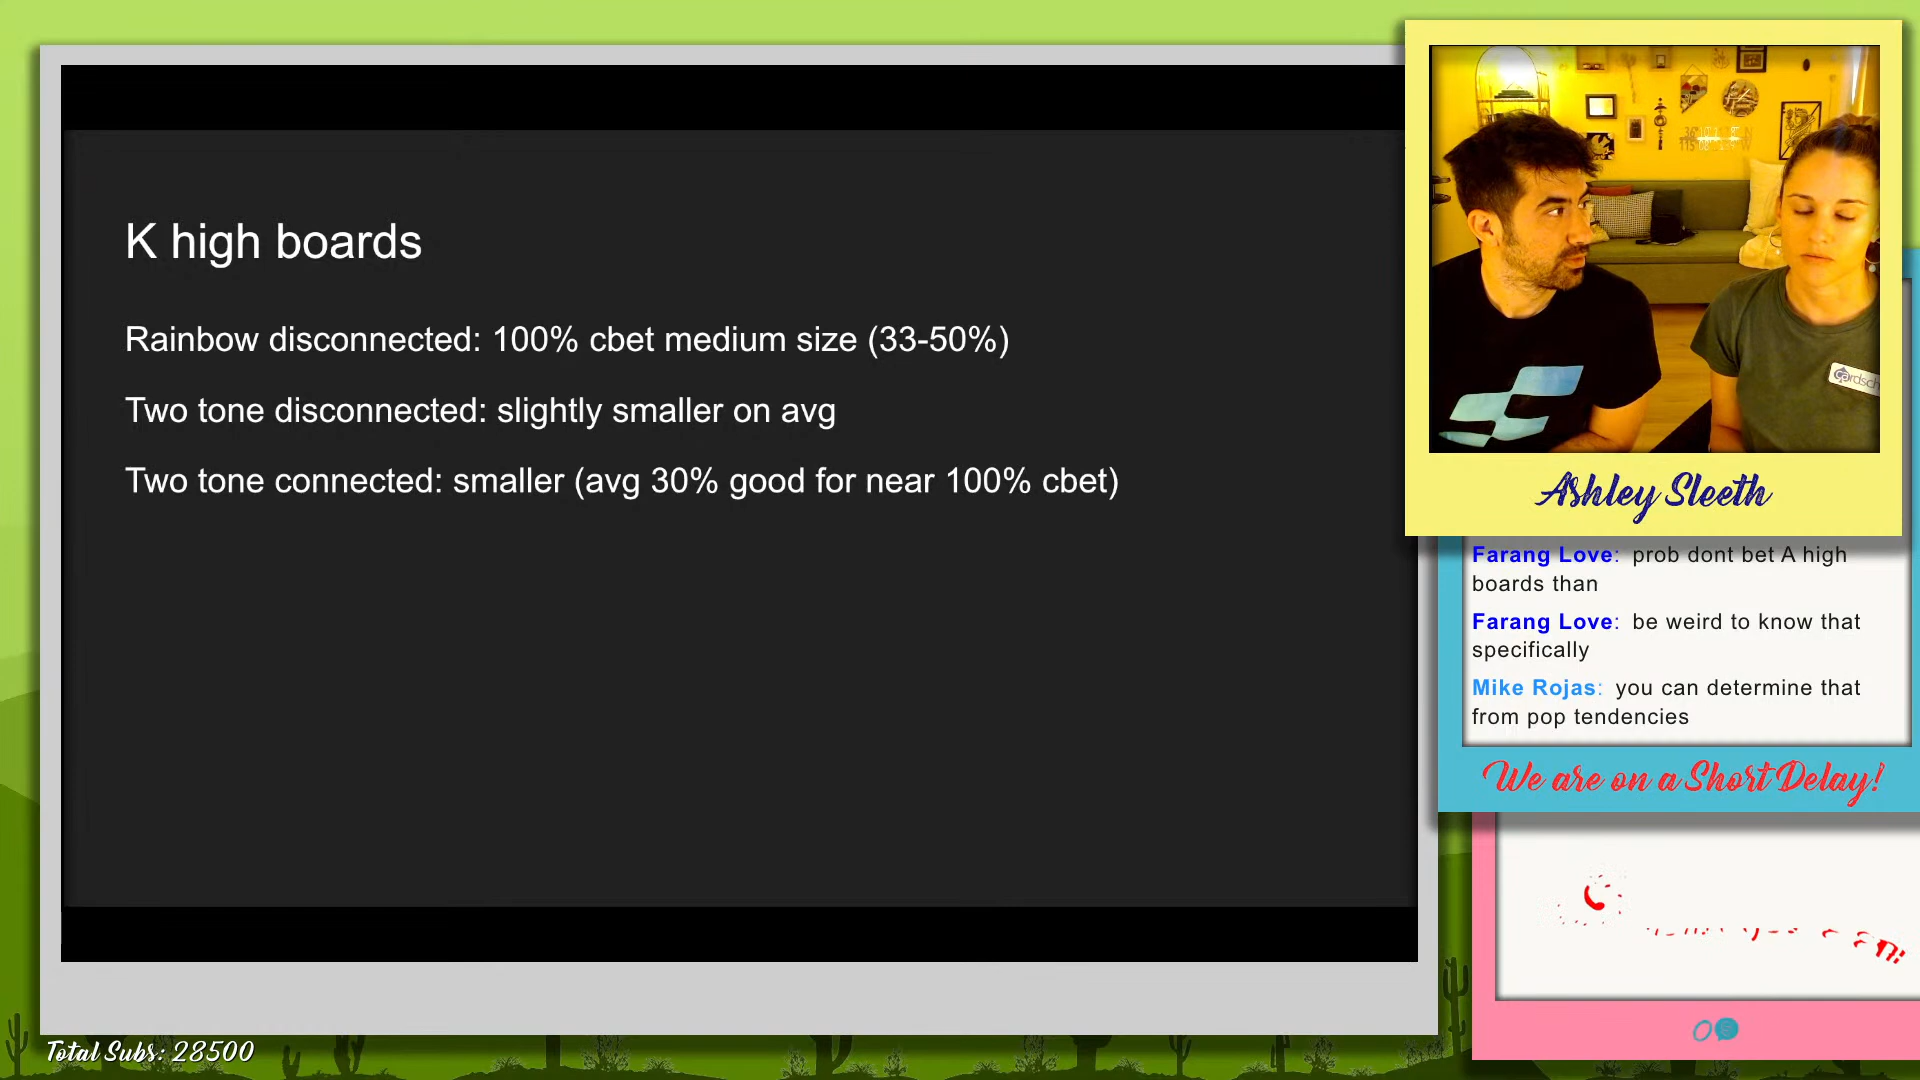 K high boards
Rainbow disconnected: 100% cbet medium size (33-50%)
Two tone disconnected: slightly smaller on avg
Two tone connected: smaller (avg 30% good for near 100% cbet)
Ashley Sleeth
Farang Love: prob dont bet A high
boards than
Farang Love: be weird to know that
specifically
Mike Rojas: you can determine that
from pop tendencies
We are on a Short Delay!
Total Subs: 28500